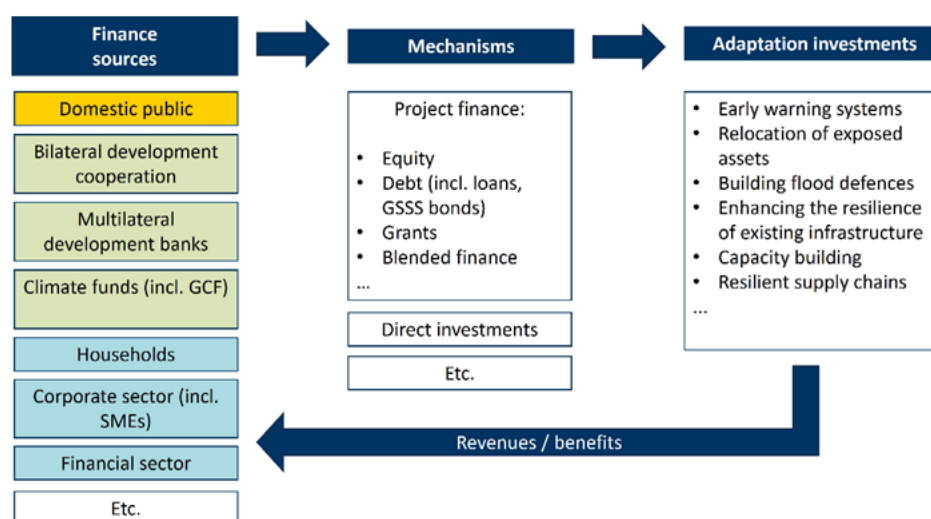 Finance
sources
Domestic public
Bilateral development
cooperation
Multilateral
development banks
Climate funds (incl. GCF)
Households
Corporate sector (incl.
SMEs)
Financial sector
Etc.
Mechanisms
Project finance:
• Equity
• Debt (incl. loans,
GSSS bonds)
• Grants
• Blended finance
...
Direct investments
Etc.
Adaptation investments
• Early warning systems
• Relocation of exposed
assets
• Building flood defences
• Enhancing the resilience
of existing infrastructure
• Capacity building
• Resilient supply chains
...
Revenues / benefits